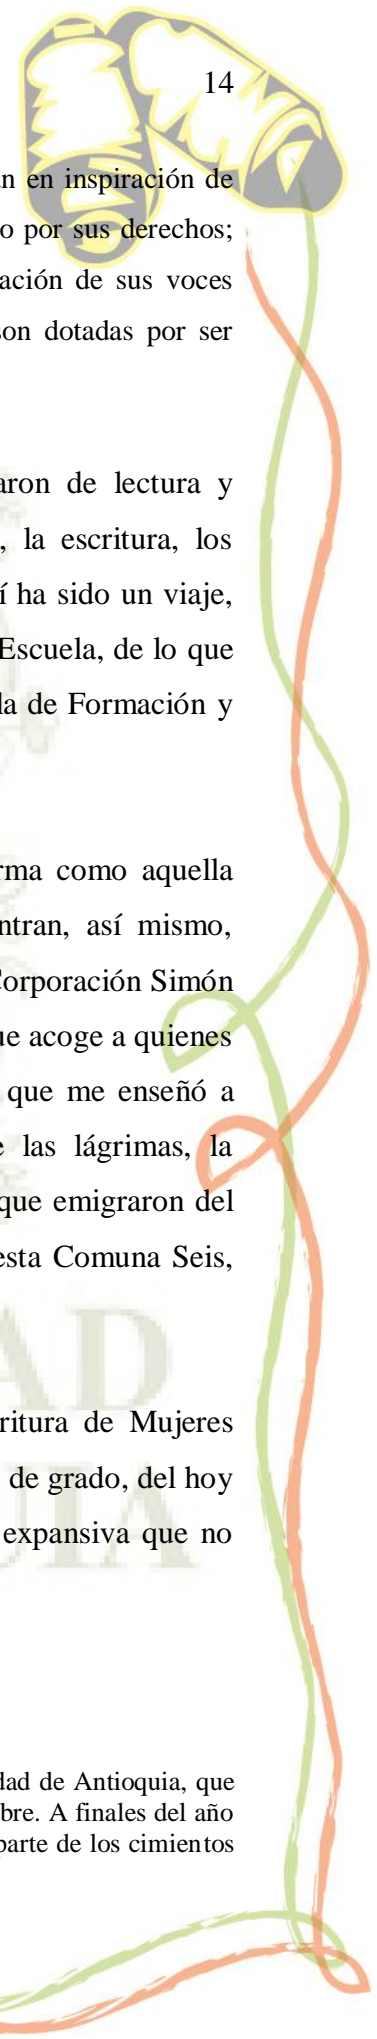 14
n en inspiración de
o por sus derechos;
ación de sus voces
son dotadas por ser
aron de lectura y
, la escritura, los
í ha sido un viaje,
Escuela, de lo que
la de Formación y
rma como aquella
ntran, así mismo,
Corporación Simón
ue acoge a quienes
que me enseñó a
e las lágrimas, la
que emigraron del
esta Comuna Seis,
AD
ritura de Mujeres
de grado, del hoy
UIA
expansiva que no
dad de Antioquia, que
bre. A finales del año
parte de los cimientos